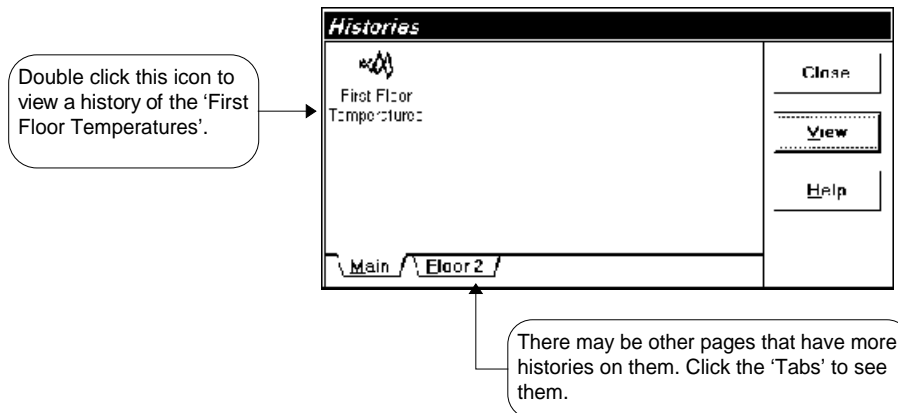 Histories
Double click this icon to
view a history of the ‘First
Floor Temperatures’.
First Floor
Temperatures
Close
View
Help
Main
Floor 2
There may be other pages that have more
histories on them. Click the ‘Tabs’ to see
them.